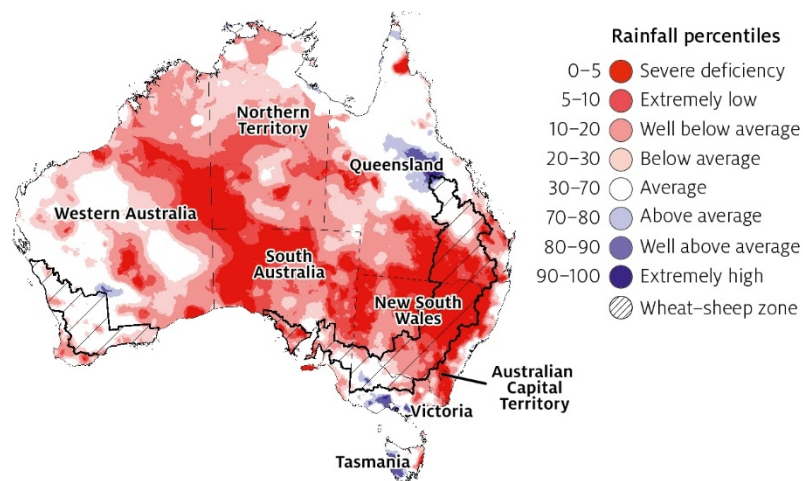 Northern
Territory
Queensland
Western Australia
South
Australia
New South
Wales
Australian
Capital
Territory
Victoria
Tasmania
Rainfall percentiles
0–5 Severe deficiency
5–10 Extremely low
10–20 Well below average
20–30 Below average
30–70 Average
70–80 Above average
80–90 Well above average
90–100 Extremely high
Wheat–sheep zone